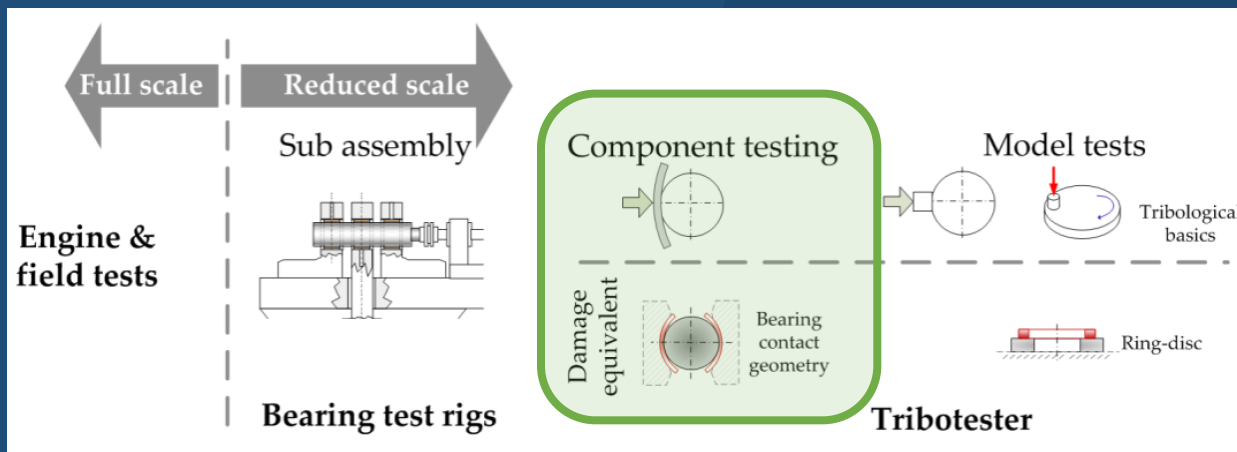 Full scale
Reduced scale
Sub assembly
Component testing
Model tests
Tribological
basics
Engine &
field tests
Damage
equivalent
Bearing
contact
geometry
Ring-disc
Bearing test rigs
Tribotester